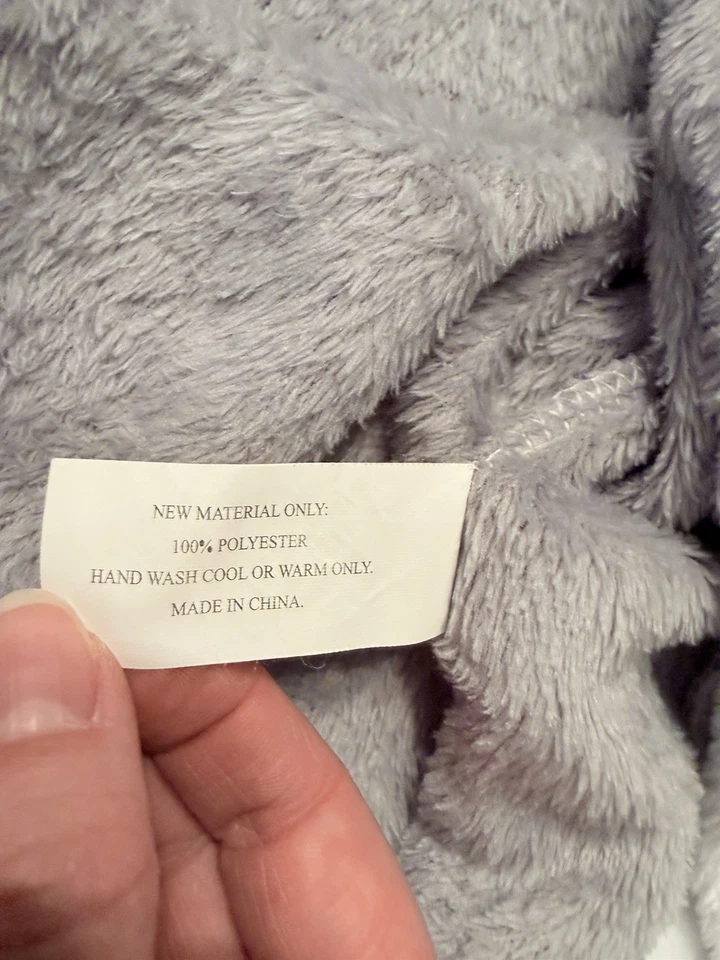 NEW MATERIAL ONLY:
100% POLYESTER
HAND WASH COOL OR WARM ONLY.
MADE IN CHINA.